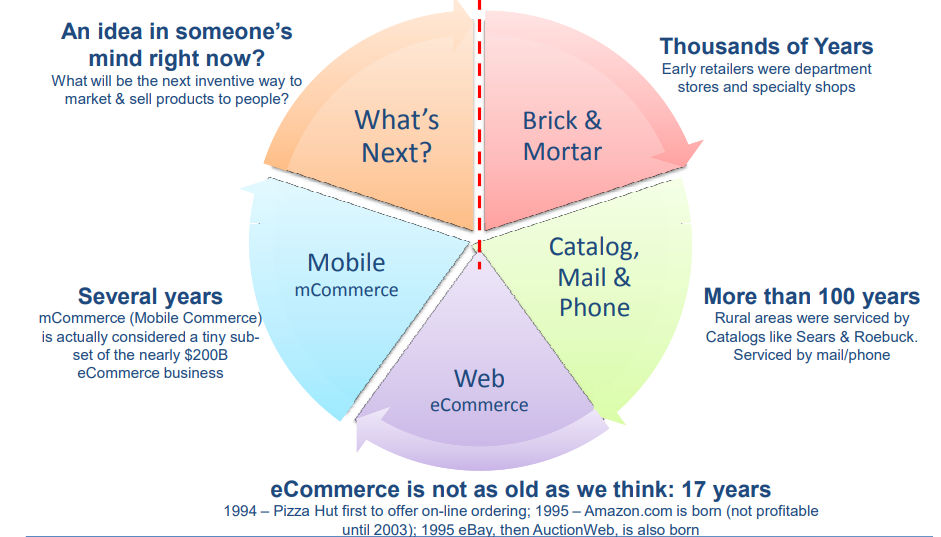 An idea in someone's
mind right now?
What will be the next inventive way to
market & sell products to people?
What's
Next?
Brick &
Mortar
Thousands of Years
Early retailers were department
stores and specialty shops
Mobile
mCommerce
Catalog,
Mail &
Phone
Several years
mCommerce (Mobile Commerce)
is actually considered a tiny sub-
set of the nearly $200B
eCommerce business
More than 100 years
Rural areas were serviced by
Catalogs like Sears & Roebuck.
Serviced by mail/phone
Web
eCommerce
eCommerce is not as old as we think: 17 years
1994 – Pizza Hut first to offer on-line ordering; 1995 – Amazon.com is born (not profitable
until 2003); 1995 eBay, then AuctionWeb, is also born